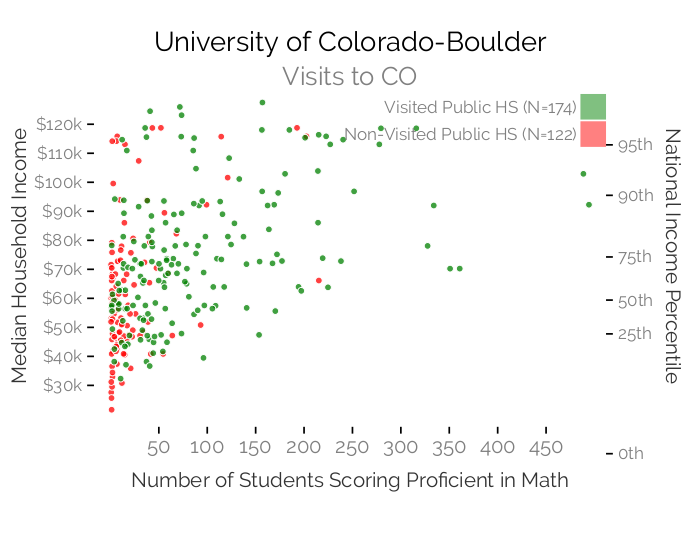 University of Colorado-Boulder
Visits to CO
Visited Public HS (N=174)
Non-Visited Public HS (N=122)
Median Household Income
$120k
$110k
$100k
$90k
$80k
$70k
$60k
$50k
$40k
$30k
National Income Percentile
95th
90th
75th
50th
25th
0th
50 100 150 200 250 300 350 400 450
Number of Students Scoring Proficient in Math